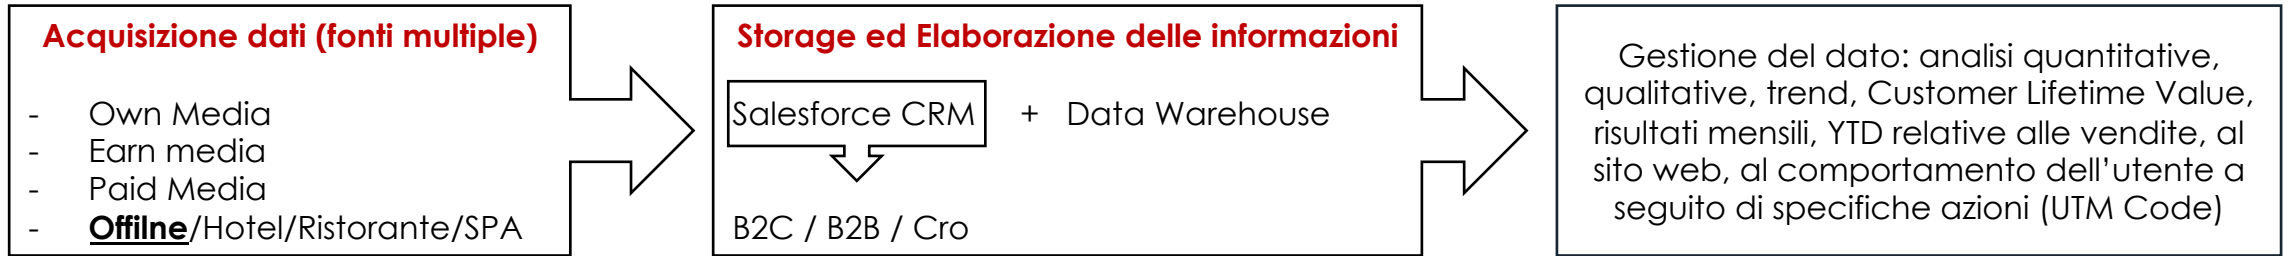 Acquisizione dati (fonti multiple)
- Own Media
- Earn media
- Paid Media
- Offilne/Hotel/Ristorante/SPA
Storage ed Elaborazione delle informazioni
Salesforce CRM + Data Warehouse
B2C / B2B / Cro
Gestione del dato: analisi quantitative,
qualitative, trend, Customer Lifetime Value,
risultati mensili, YTD relative alle vendite, al
sito web, al comportamento dell’utente a
seguito di specifiche azioni (UTM Code)